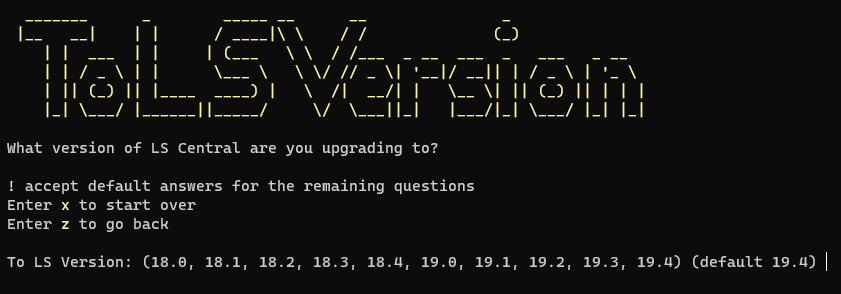 ToLSVersion
What version of LS Central are you upgrading to?
! accept default answers for the remaining questions
Enter x to start over
Enter z to go back
To LS Version: (18.0, 18.1, 18.2, 18.3, 18.4, 19.0, 19.1, 19.2, 19.3, 19.4) (default 19.4)